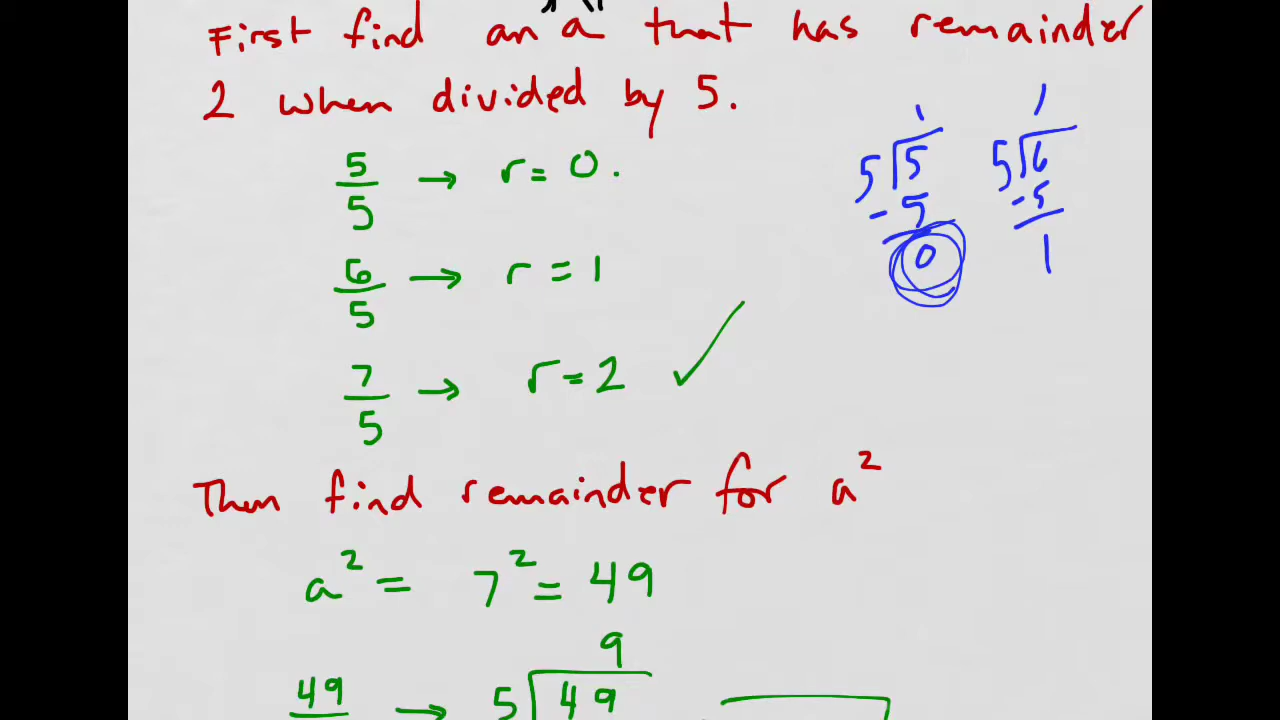 First find an a that has remainder
2 when divided by 5.
5/5 → r = 0.
6/5 → r = 1
7/5 → r = 2 ✓
1
5 5
- 5
0
1
5 6
- 5
1
Then find remainder for a²
a² = 7² = 49
9
49 → 5 49